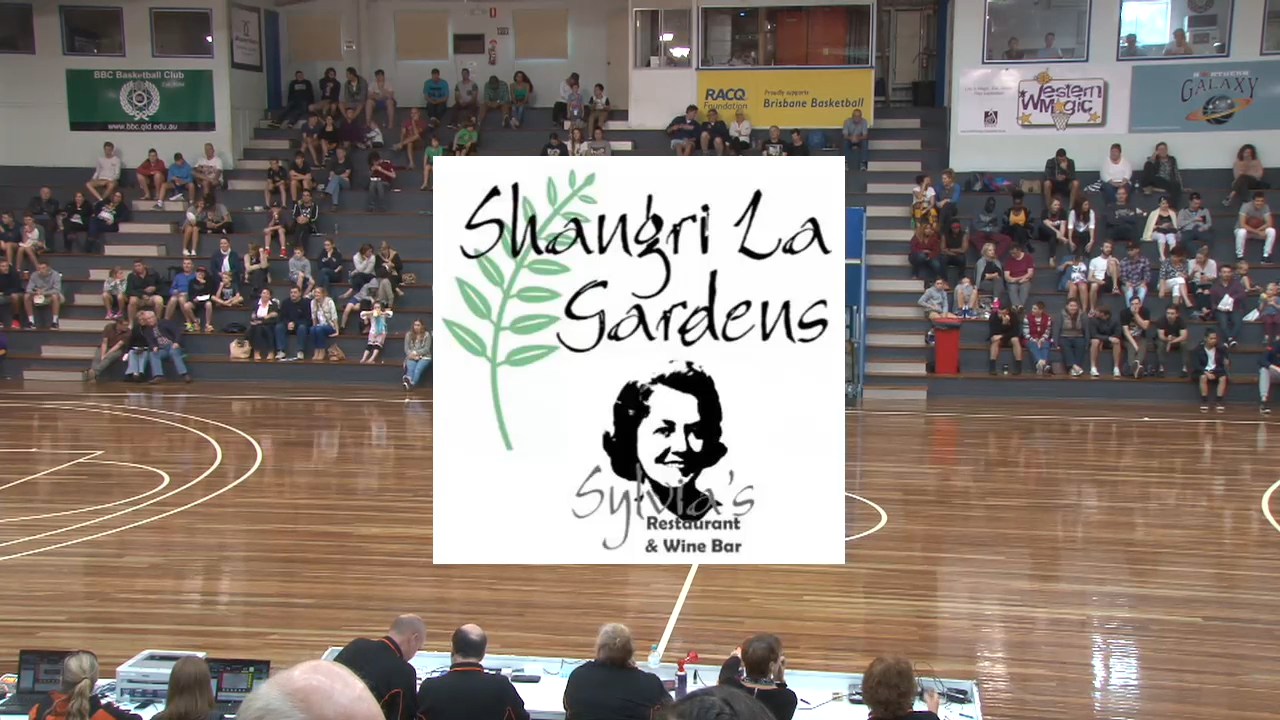 BBC Basketball Club
www.bbc.qld.edu.au
RACQ
Foundation
Proudly supports
Brisbane Basketball
Western
Magic
NORTHERN
GALAXY
Shangri La
Gardens
Sylvia's
Restaurant
& Wine Bar